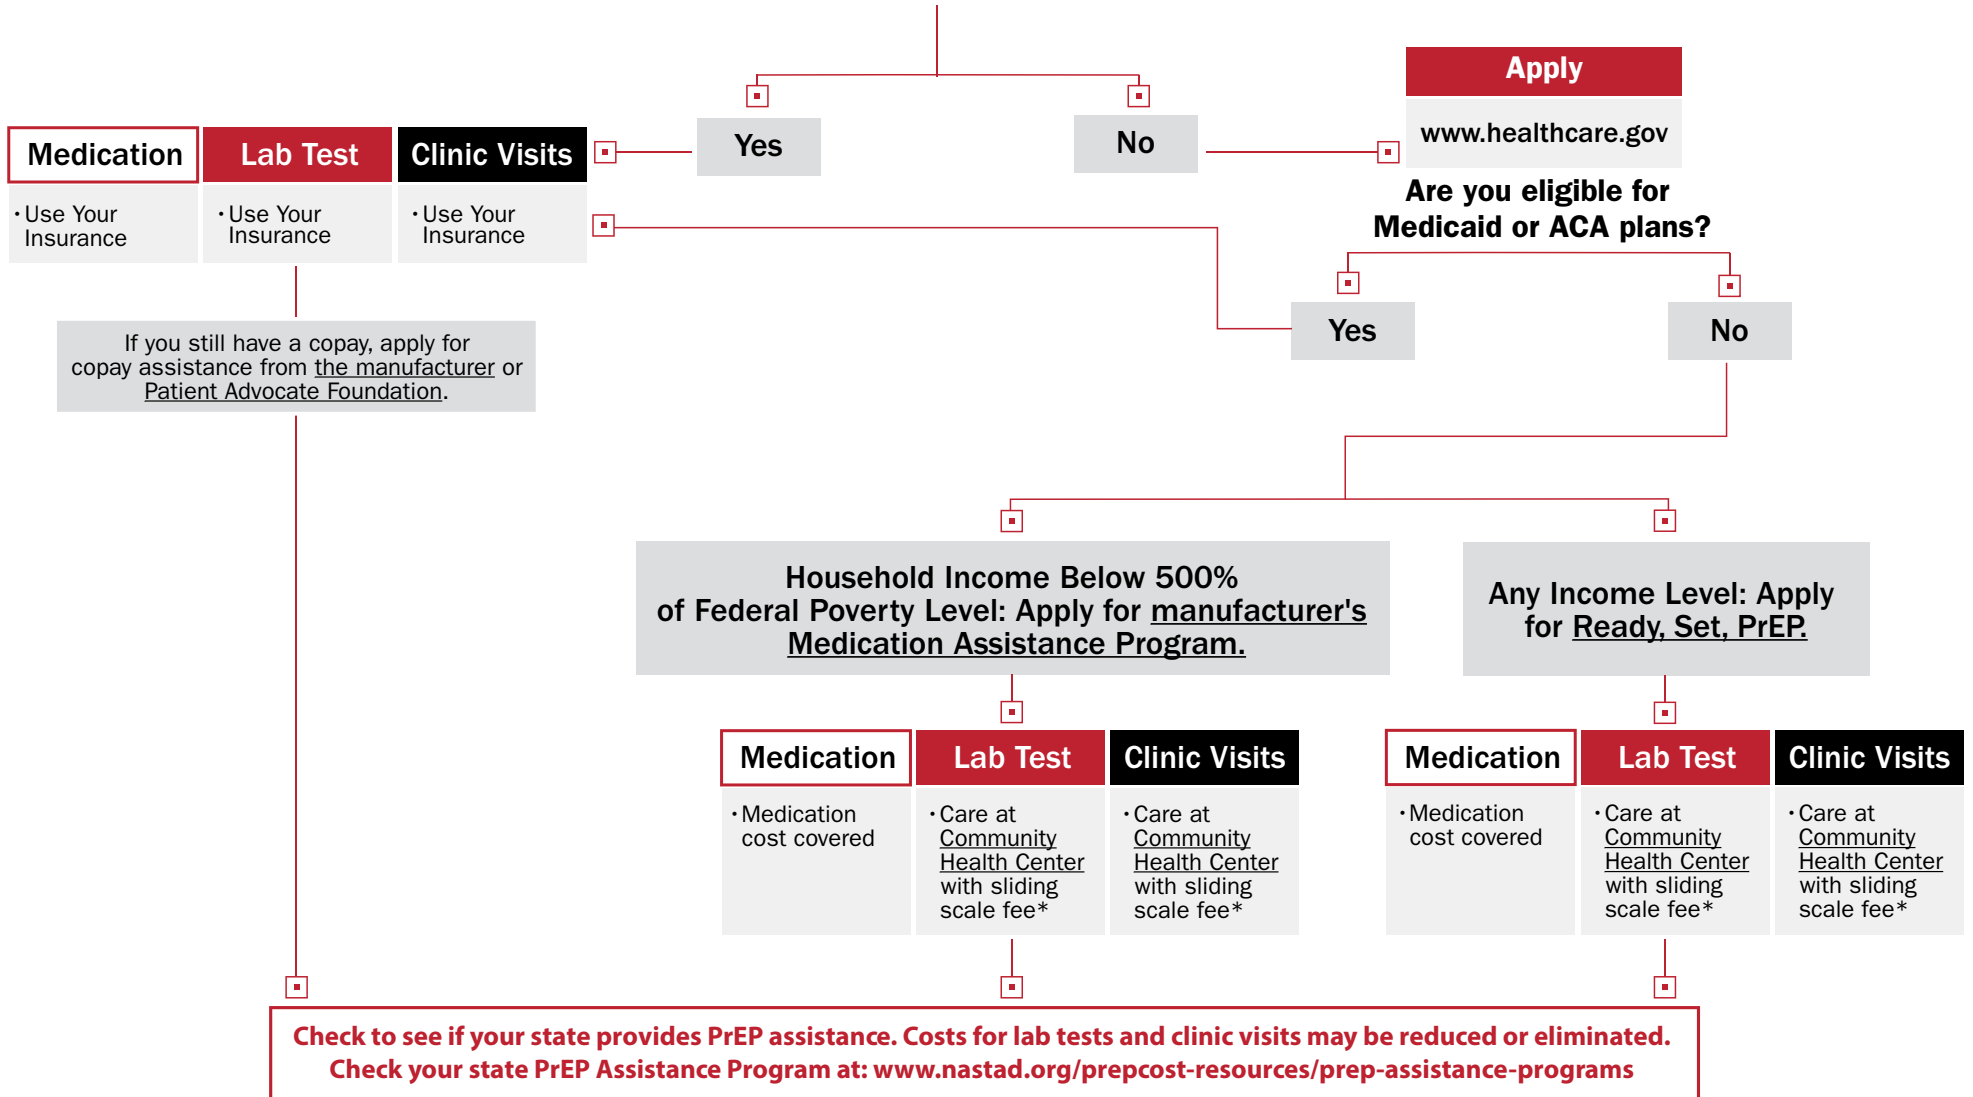 Yes
No
Apply
www.healthcare.gov
Medication
Lab Test
Clinic Visits
· Use Your
Insurance
· Use Your
Insurance
· Use Your
Insurance
Are you eligible for
Medicaid or ACA plans?
Yes
No
If you still have a copay, apply for
copay assistance from the manufacturer or
Patient Advocate Foundation.
Household Income Below 500%
of Federal Poverty Level: Apply for manufacturer's
Medication Assistance Program.
Any Income Level: Apply
for Ready, Set, PrEP.
Medication
Lab Test
Clinic Visits
· Medication
cost covered
· Care at
Community
Health Center
with sliding
scale fee*
· Care at
Community
Health Center
with sliding
scale fee*
Medication
Lab Test
Clinic Visits
· Medication
cost covered
· Care at
Community
Health Center
with sliding
scale fee*
· Care at
Community
Health Center
with sliding
scale fee*
Check to see if your state provides PrEP assistance. Costs for lab tests and clinic visits may be reduced or eliminated.
Check your state PrEP Assistance Program at: www.nastad.org/prepcost-resources/prep-assistance-programs